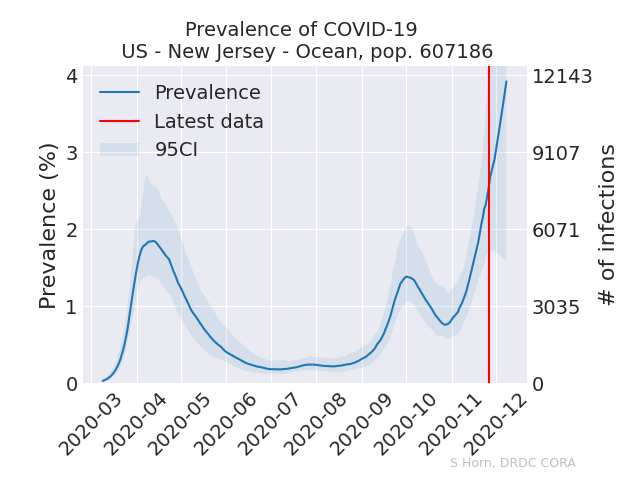 Prevalence of COVID-19
US - New Jersey - Ocean, pop. 607186
Prevalence
Latest data
95CI
Prevalence (%)
4
3
2
1
0
12143
9107
6071
3035
0
# of infections
2020-03
2020-04
2020-05
2020-06
2020-07
2020-08
2020-09
2020-10
2020-11
2020-12
S Horn, DRDC CORA